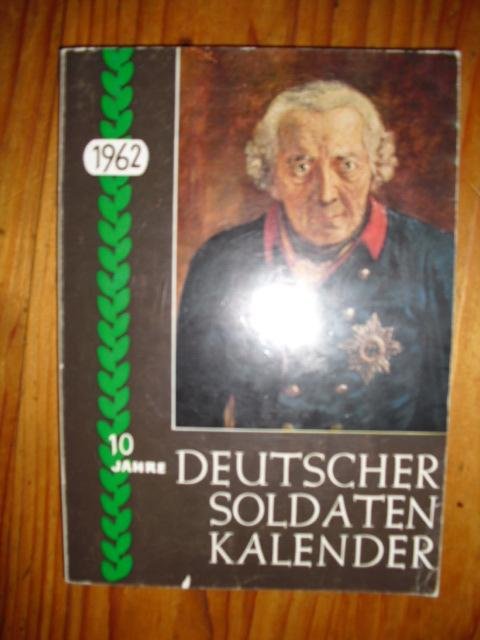 1962
10
JAHRE
DEUTSCHER
SOLDATEN
KALENDER